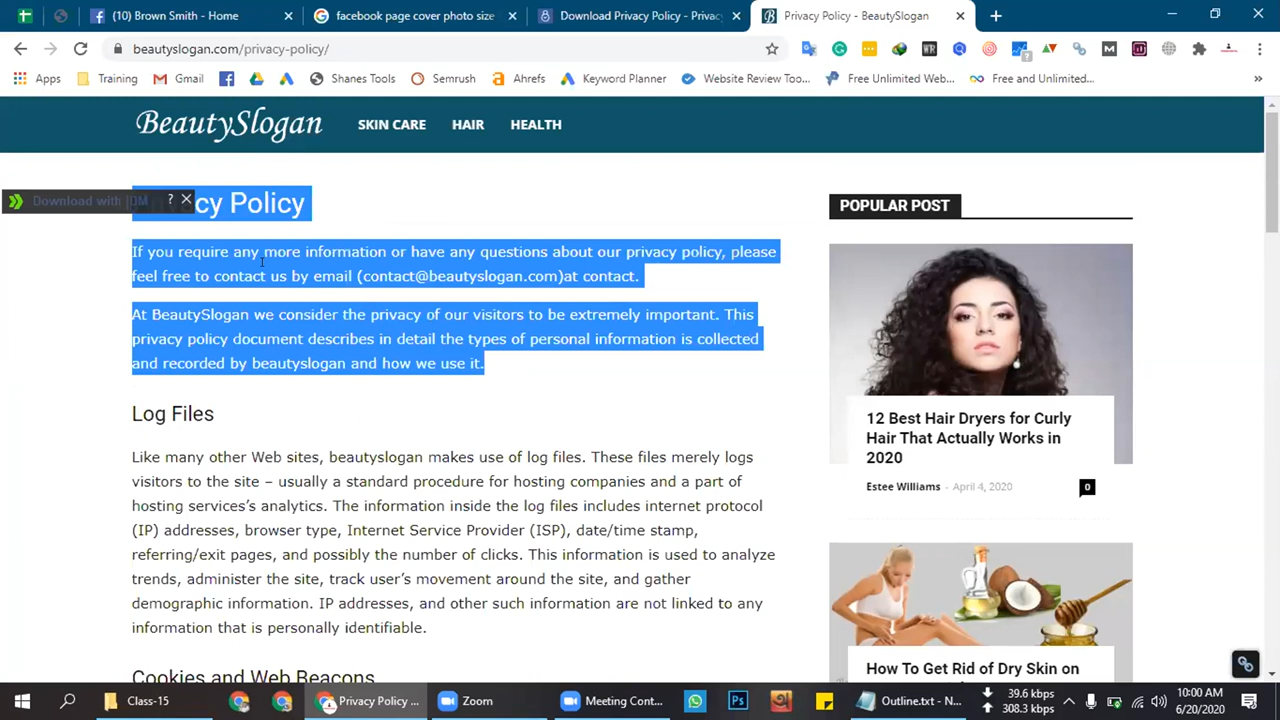 (1) Brown Smith - Home
facebook page cover photo size
Download Privacy Policy - Privac
Privacy Policy - BeautySlogan
beautyslogan.com/privacy-policy/
Apps
Training
Gmail
Shanes Tools
Semrush
Ahrefs
Keyword Planner
Website Review Too...
Free Unlimited Web...
Free and Unlimited...
BeautySlogan
SKIN CARE
HAIR
HEALTH
Download with IDM ?
cy Policy
If you require any more information or have any questions about our privacy policy, please
feel free to contact us by email (contact@beautyslogan.com)at contact.
At BeautySlogan we consider the privacy of our visitors to be extremely important. This
privacy policy document describes in detail the types of personal information is collected
and recorded by beautyslogan and how we use it.
Log Files
Like many other Web sites, beautyslogan makes use of log files. These files merely logs
visitors to the site – usually a standard procedure for hosting companies and a part of
hosting services's analytics. The information inside the log files includes internet protocol
(IP) addresses, browser type, Internet Service Provider (ISP), date/time stamp,
referring/exit pages, and possibly the number of clicks. This information is used to analyze
trends, administer the site, track user's movement around the site, and gather
demographic information. IP addresses, and other such information are not linked to any
information that is personally identifiable.
Cookies and Web Beacons
POPULAR POST
12 Best Hair Dryers for Curly
Hair That Actually Works in
2020
Estee Williams - April 4, 2020
0
How To Get Rid of Dry Skin on
Class-15
Privacy Policy ...
Zoom
Meeting Cont...
Outline.txt - N...
39.6 kbps
308.3 kbps
10:00 AM
6/20/2020